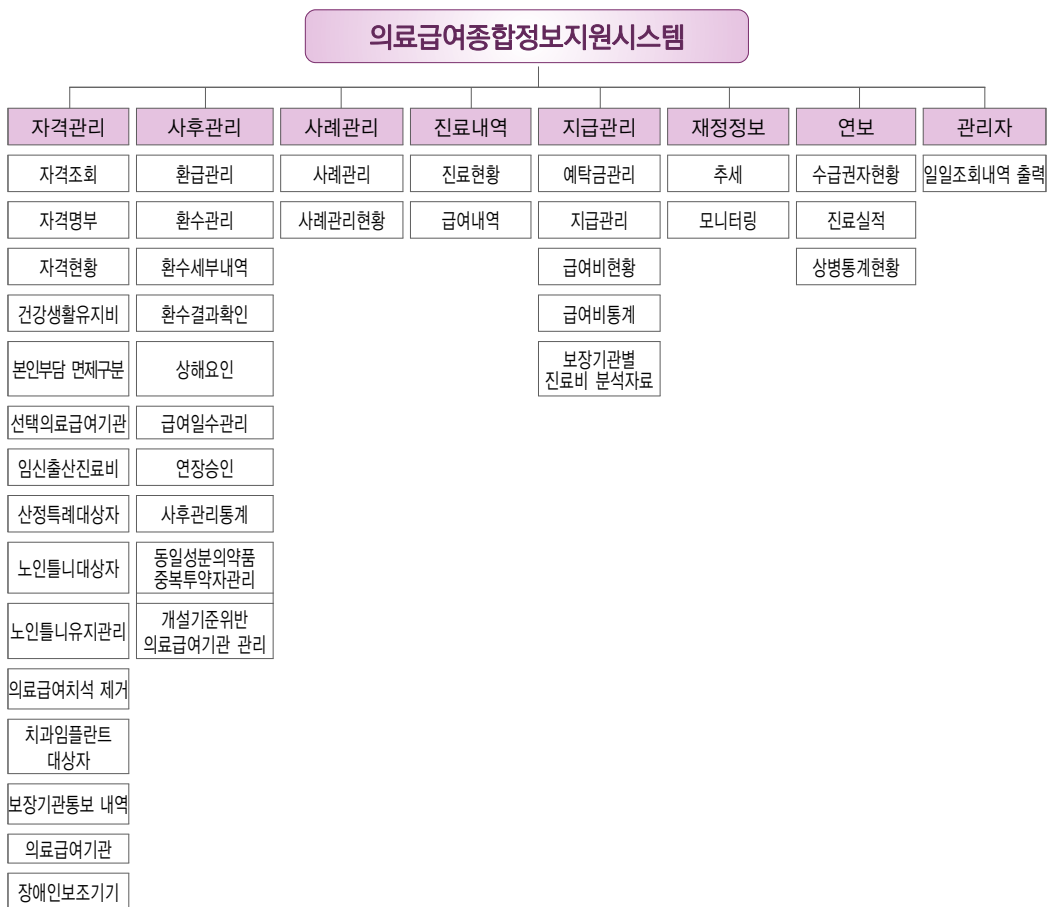 의료급여종합정보지원시스템
자격관리
자격조회
자격명부
자격현황
건강생활유지비
본인부담 면제구분
선택의료급여기관
임신출산진료비
산정특례대상자
노인틀니대상자
노인틀니유지관리
의료급여치석 제거
치과임플란트
대상자
보장기관통보 내역
의료급여기관
장애인보조기기
사후관리
환급관리
환수관리
환수세부내역
환수결과확인
상해요인
급여일수관리
연장승인
사후관리통계
동일성분의약품
중복투약자관리
개설기준위반
의료급여기관 관리
사례관리
사례관리
사례관리현황
진료내역
진료현황
급여내역
지급관리
예탁금관리
지급관리
급여비현황
급여비통계
보장기관별
진료비 분석자료
재정정보
추세
모니터링
연보
수급권자현황
진료실적
상병통계현황
관리자
일일조회내역 출력